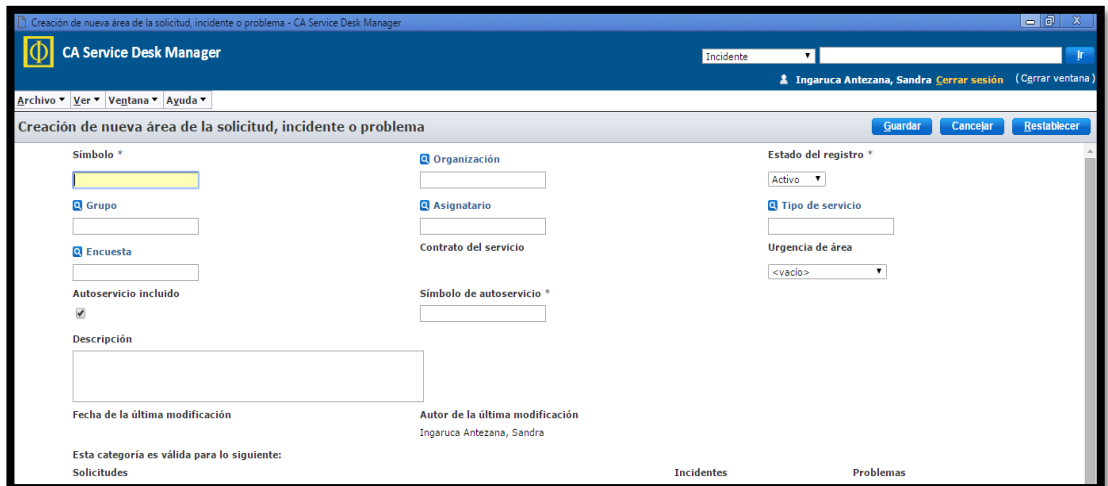 Creación de nueva área de la solicitud, incidente o problema - CA Service Desk Manager
CA Service Desk Manager
Incidente
Ir
Ingaruca Antezana, Sandra Cerrar sesión (Cerrar ventana)
Archivo Ver Ventana Ayuda
Creación de nueva área de la solicitud, incidente o problema
Guardar Cancelar Restablecer
Símbolo * Organización Estado del registro *
Activo
Grupo Asignatario Tipo de servicio
Encuesta Contrato del servicio Urgencia de área
<vacío>
Autoservicio incluido Símbolo de autoservicio *
Descripción
Fecha de la última modificación Autor de la última modificación
Ingaruca Antezana, Sandra
Esta categoría es válida para lo siguiente:
Solicitudes Incidentes Problemas